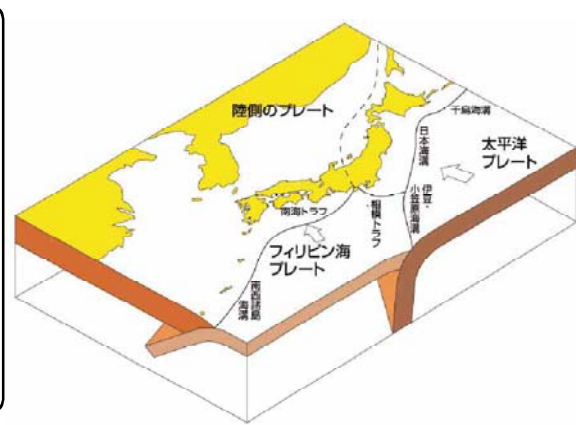 陸側のプレート
千島海溝
日本海溝
太平洋
プレート
伊豆・
小笠原海溝
相模トラフ
南海トラフ
フィリピン海
プレート
南西諸島
海溝